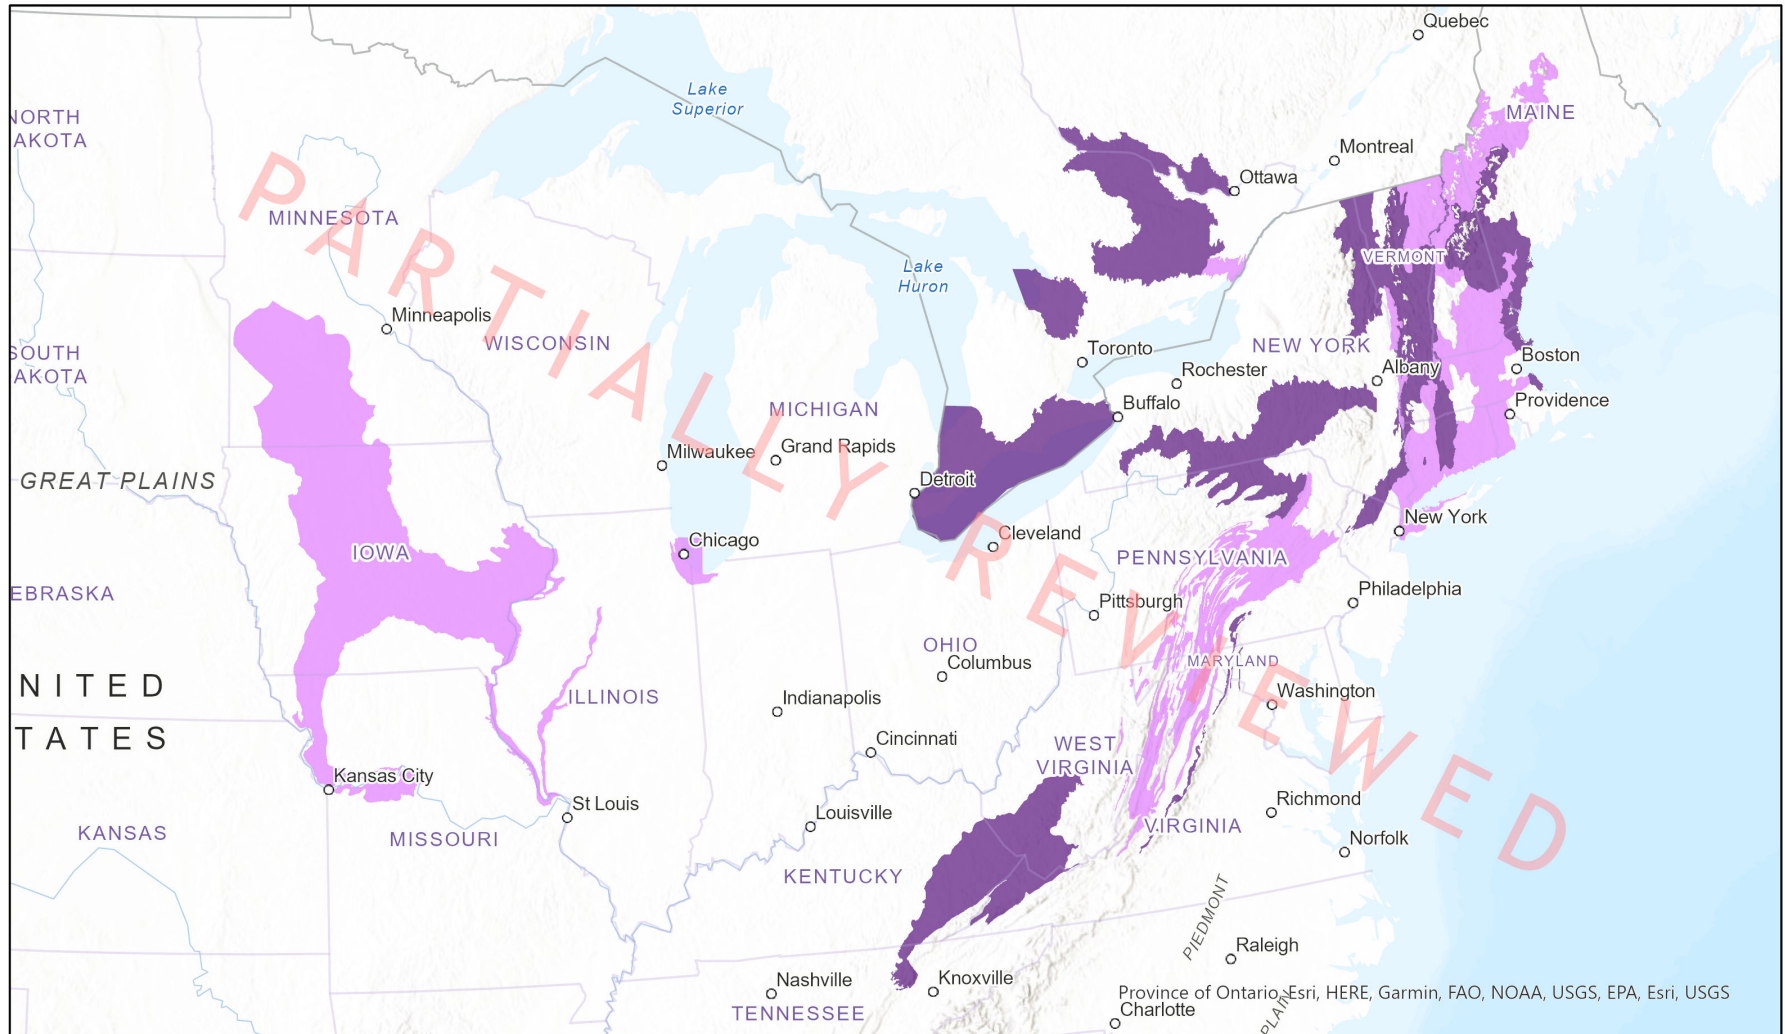 Quebec
NORTH
AKOTA
Lake
Superior
MAINE
Montreal
Ottawa
MINNESOTA
VERMONT
Lake
Huron
Minneapolis
WISCONSIN
SOUTH
AKOTA
Toronto
NEW YORK
Boston
Rochester
Albany
Providence
MICHIGAN
Buffalo
Milwaukee
Grand Rapids
GREAT PLAINS
Detroit
New York
Cleveland
Chicago
IOWA
PENNSYLVANIA
EBRASKA
Philadelphia
Pittsburgh
OHIO
Columbus
MARYLAND
NITED
TATES
ILLINOIS
Indianapolis
Washington
Cincinnati
WEST
VIRGINIA
Kansas City
St Louis
Louisville
Richmond
KANSAS
MISSOURI
VIRGINIA
Norfolk
KENTUCKY
PIEDMONT
Raleigh
Nashville
Knoxville
TENNESSEE
Charlotte
PLAIN
Province of Ontario, Esri, HERE, Garmin, FAO, NOAA, USGS, EPA, Esri, USGS
PARTIALLY REVIEWED